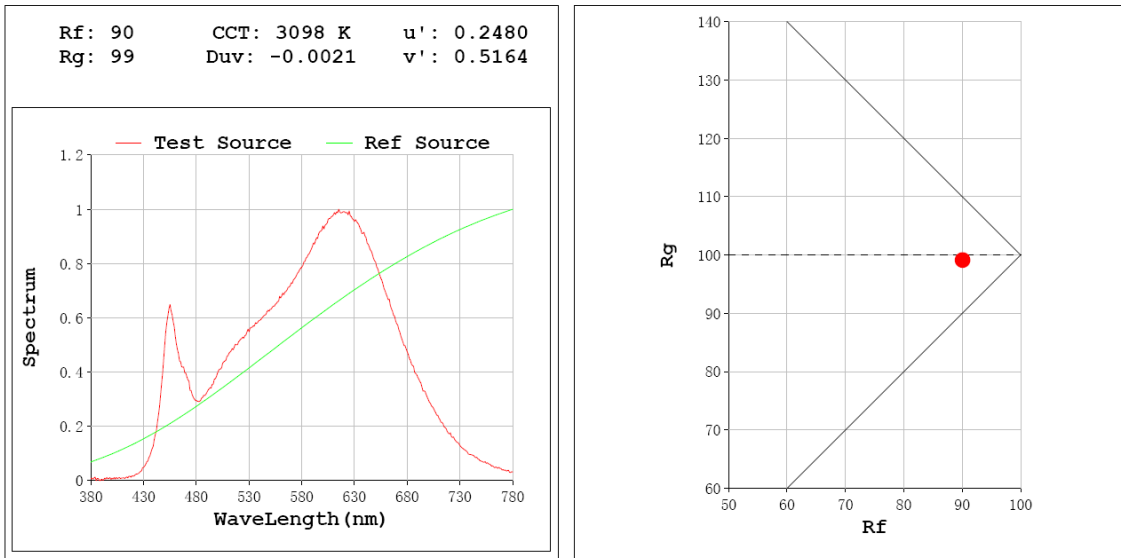 Rf: 90 CCT: 3098 K u': 0.2480
Rg: 99 Duv: -0.0021 v': 0.5164
Test Source Ref Source
1.2
1
0.8
0.6
0.4
0.2
0
Spectrum
380 430 480 530 580 630 680 730 780
WaveLength(nm)
140
130
120
110
100
90
80
70
60
Rg
50 60 70 80 90 100
Rf